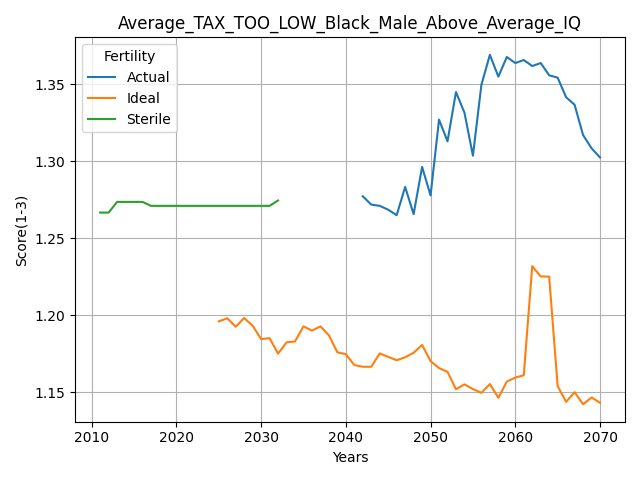 Average_TAX_TOO_LOW_Black_Male_Above_Average_IQ
Fertility
Actual
Ideal
Sterile
Score(1-3)
1.35
1.30
1.25
1.20
1.15
2010 2020 2030 2040 2050 2060 2070
Years